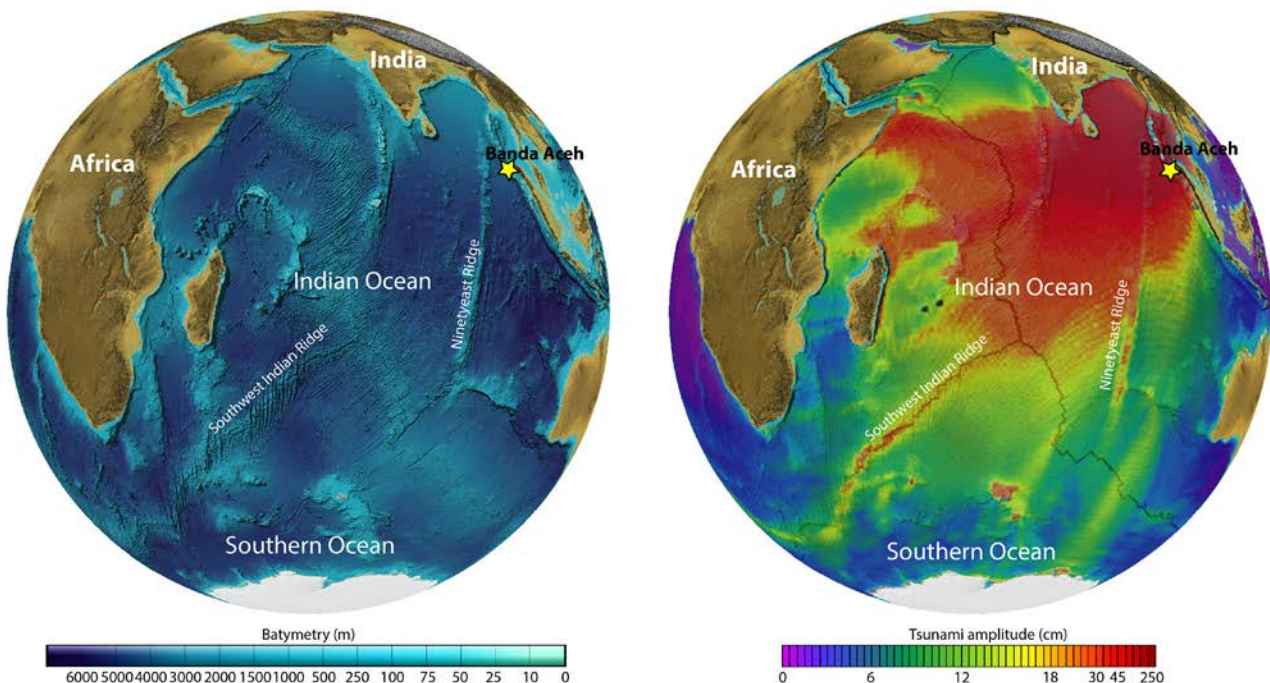 India
Africa
Banda Aceh
Indian Ocean
Ninetyeast Ridge
Southwest Indian Ridge
Southern Ocean
Batymetry (m)
6000 5000 4000 3000 2000 1000 500 250 100 75 50 25 0
India
Africa
Banda Aceh
Indian Ocean
Ninetyeast Ridge
Southwest Indian Ridge
Southern Ocean
Tsunami amplitude (cm)
0 6 12 18 30 45 250